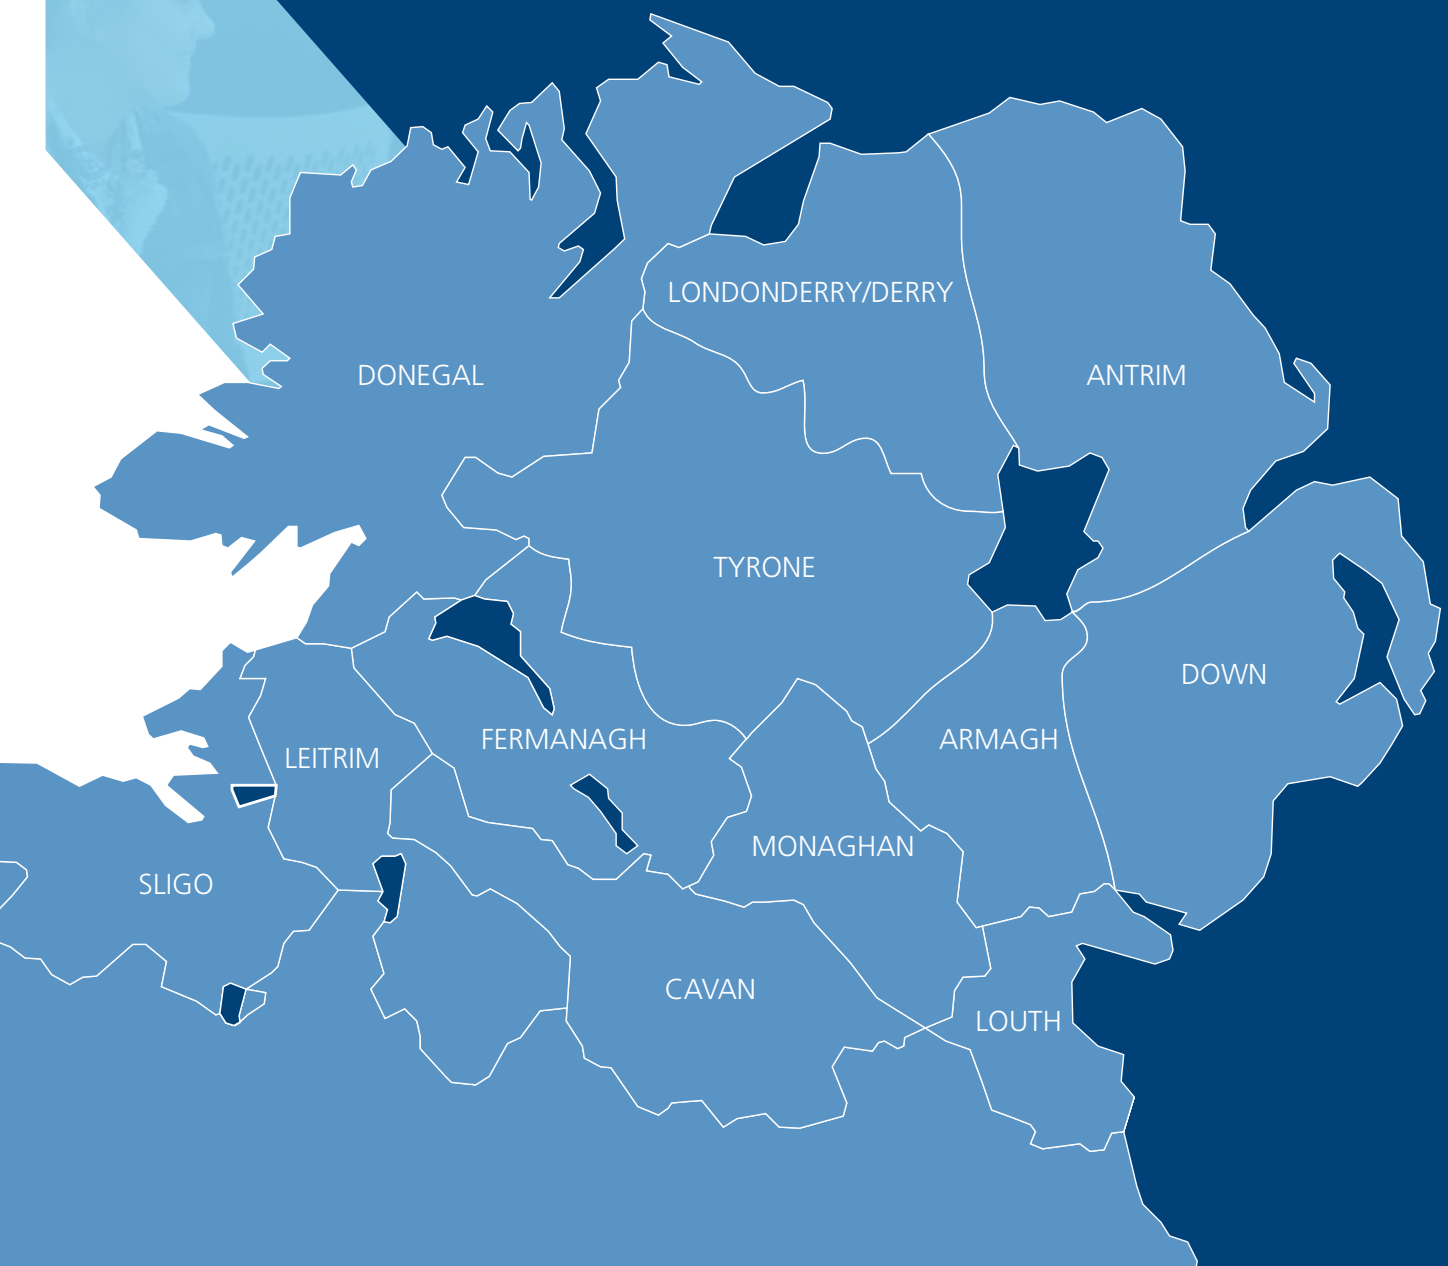 LONDONDERRY/DERRY
DONEGAL
ANTRIM
TYRONE
DOWN
FERMANAGH
ARMAGH
LEITRIM
MONAGHAN
SLIGO
CAVAN
LOUTH